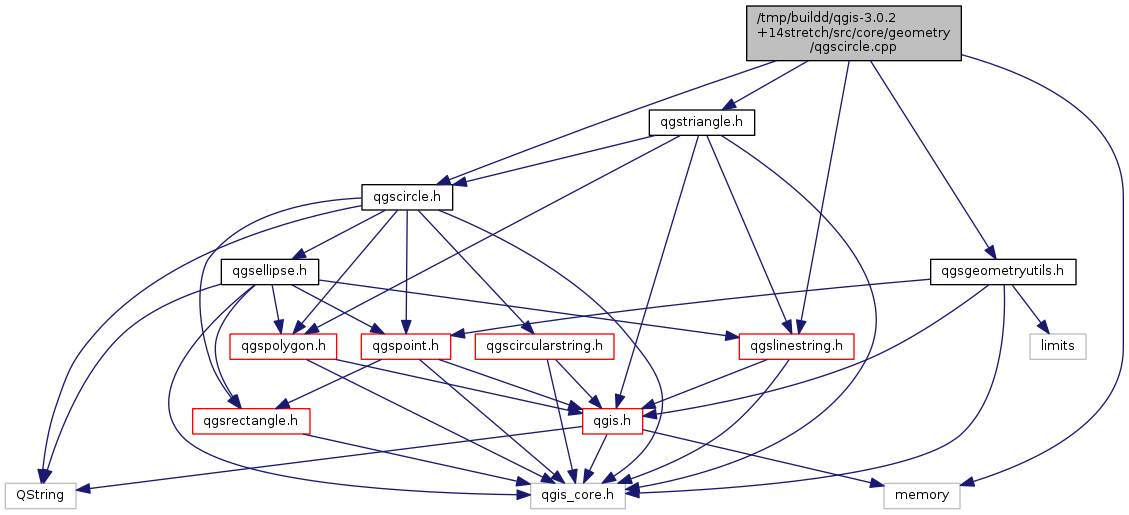 /tmp/buildd/qgis-3.0.2
+14stretch/src/core/geometry
/qgscircle.cpp
qgstriangle.h
qgscircle.h
qgsellipse.h
qgsgeometryutils.h
qgspolygon.h
qgspoint.h
qgscircularstring.h
qgslinestring.h
limits
qgsrectangle.h
qgis.h
QString
qgis_core.h
memory